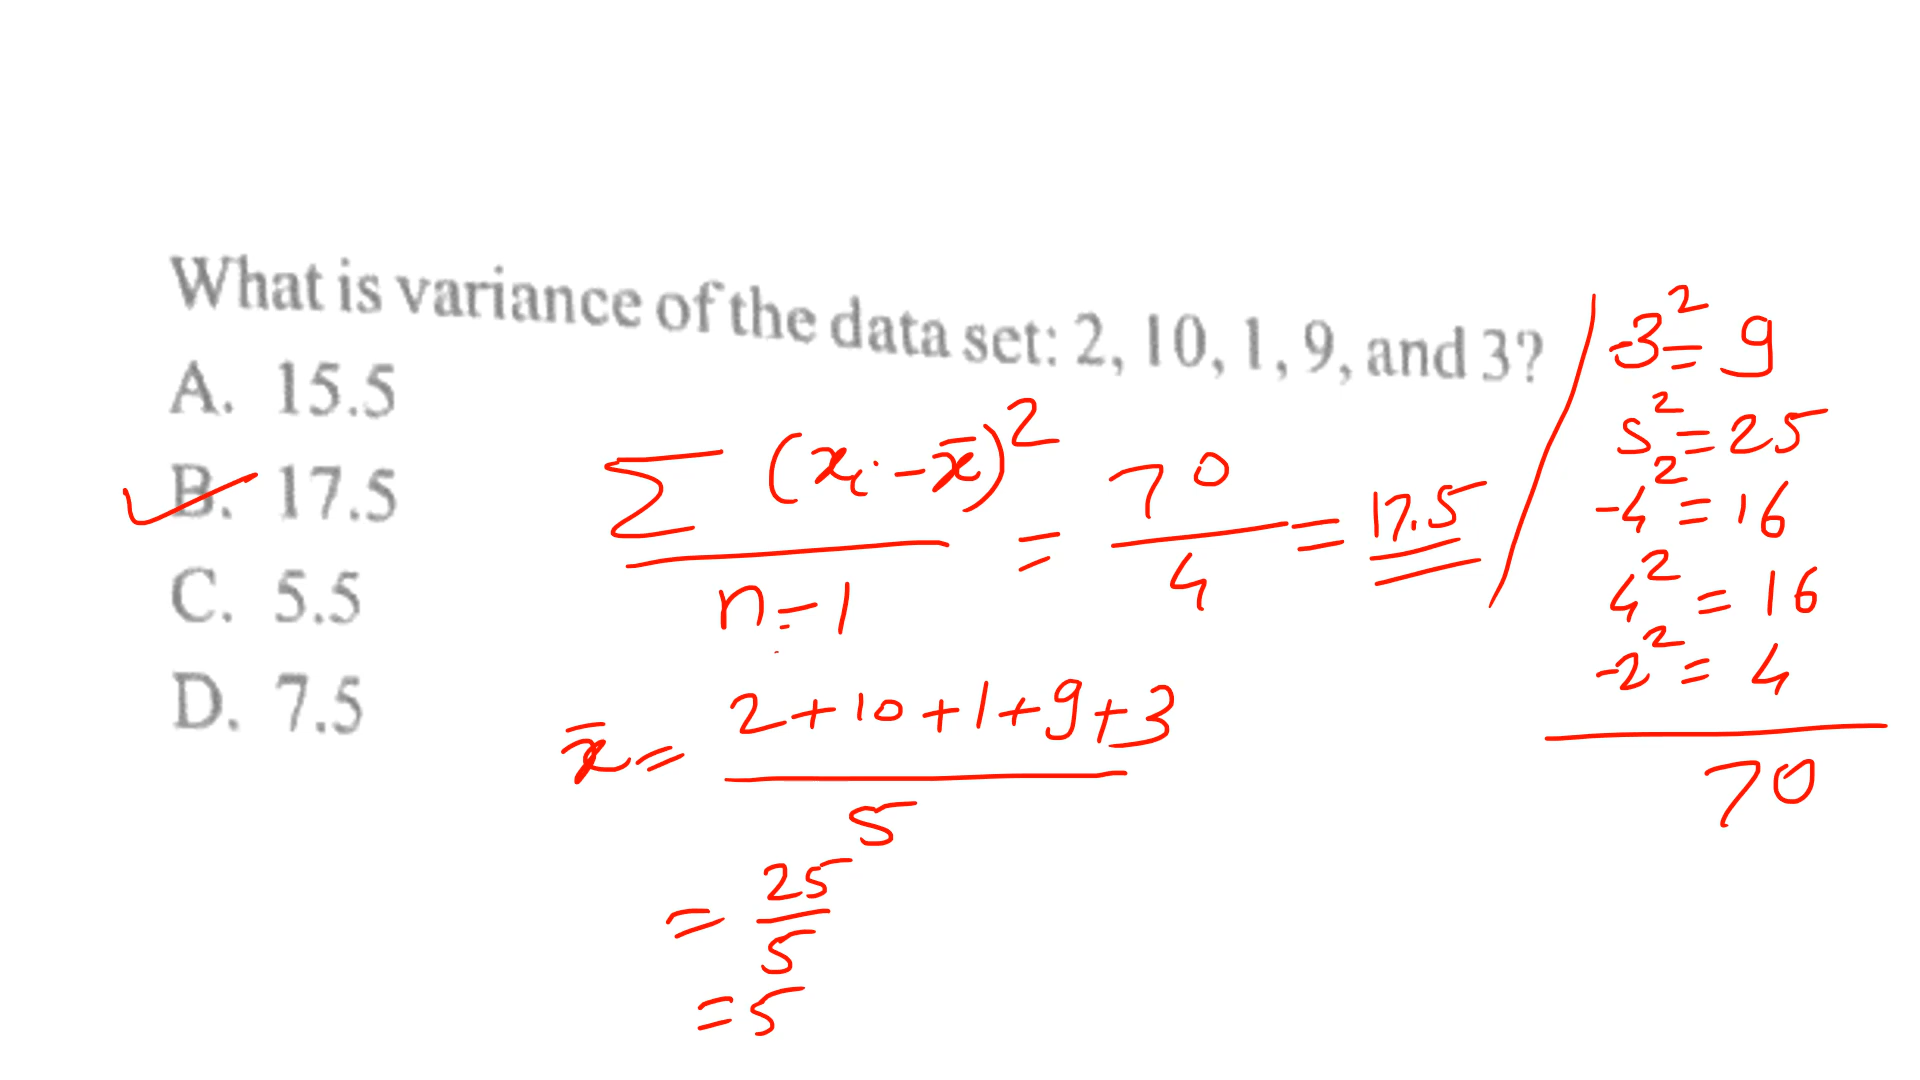 What is variance of the data set: 2, 10, 1, 9, and 3?
A. 15.5
B. 17.5
C. 5.5
D. 7.5
∑ (xᵢ - x̄)² / n-1 = 70 / 4 = 17.5
x̄ = 2+10+1+9+3 / 5
= 25 / 5
= 5
-3² = 9
5² = 25
-4² = 16
4² = 16
-2² = 4
70